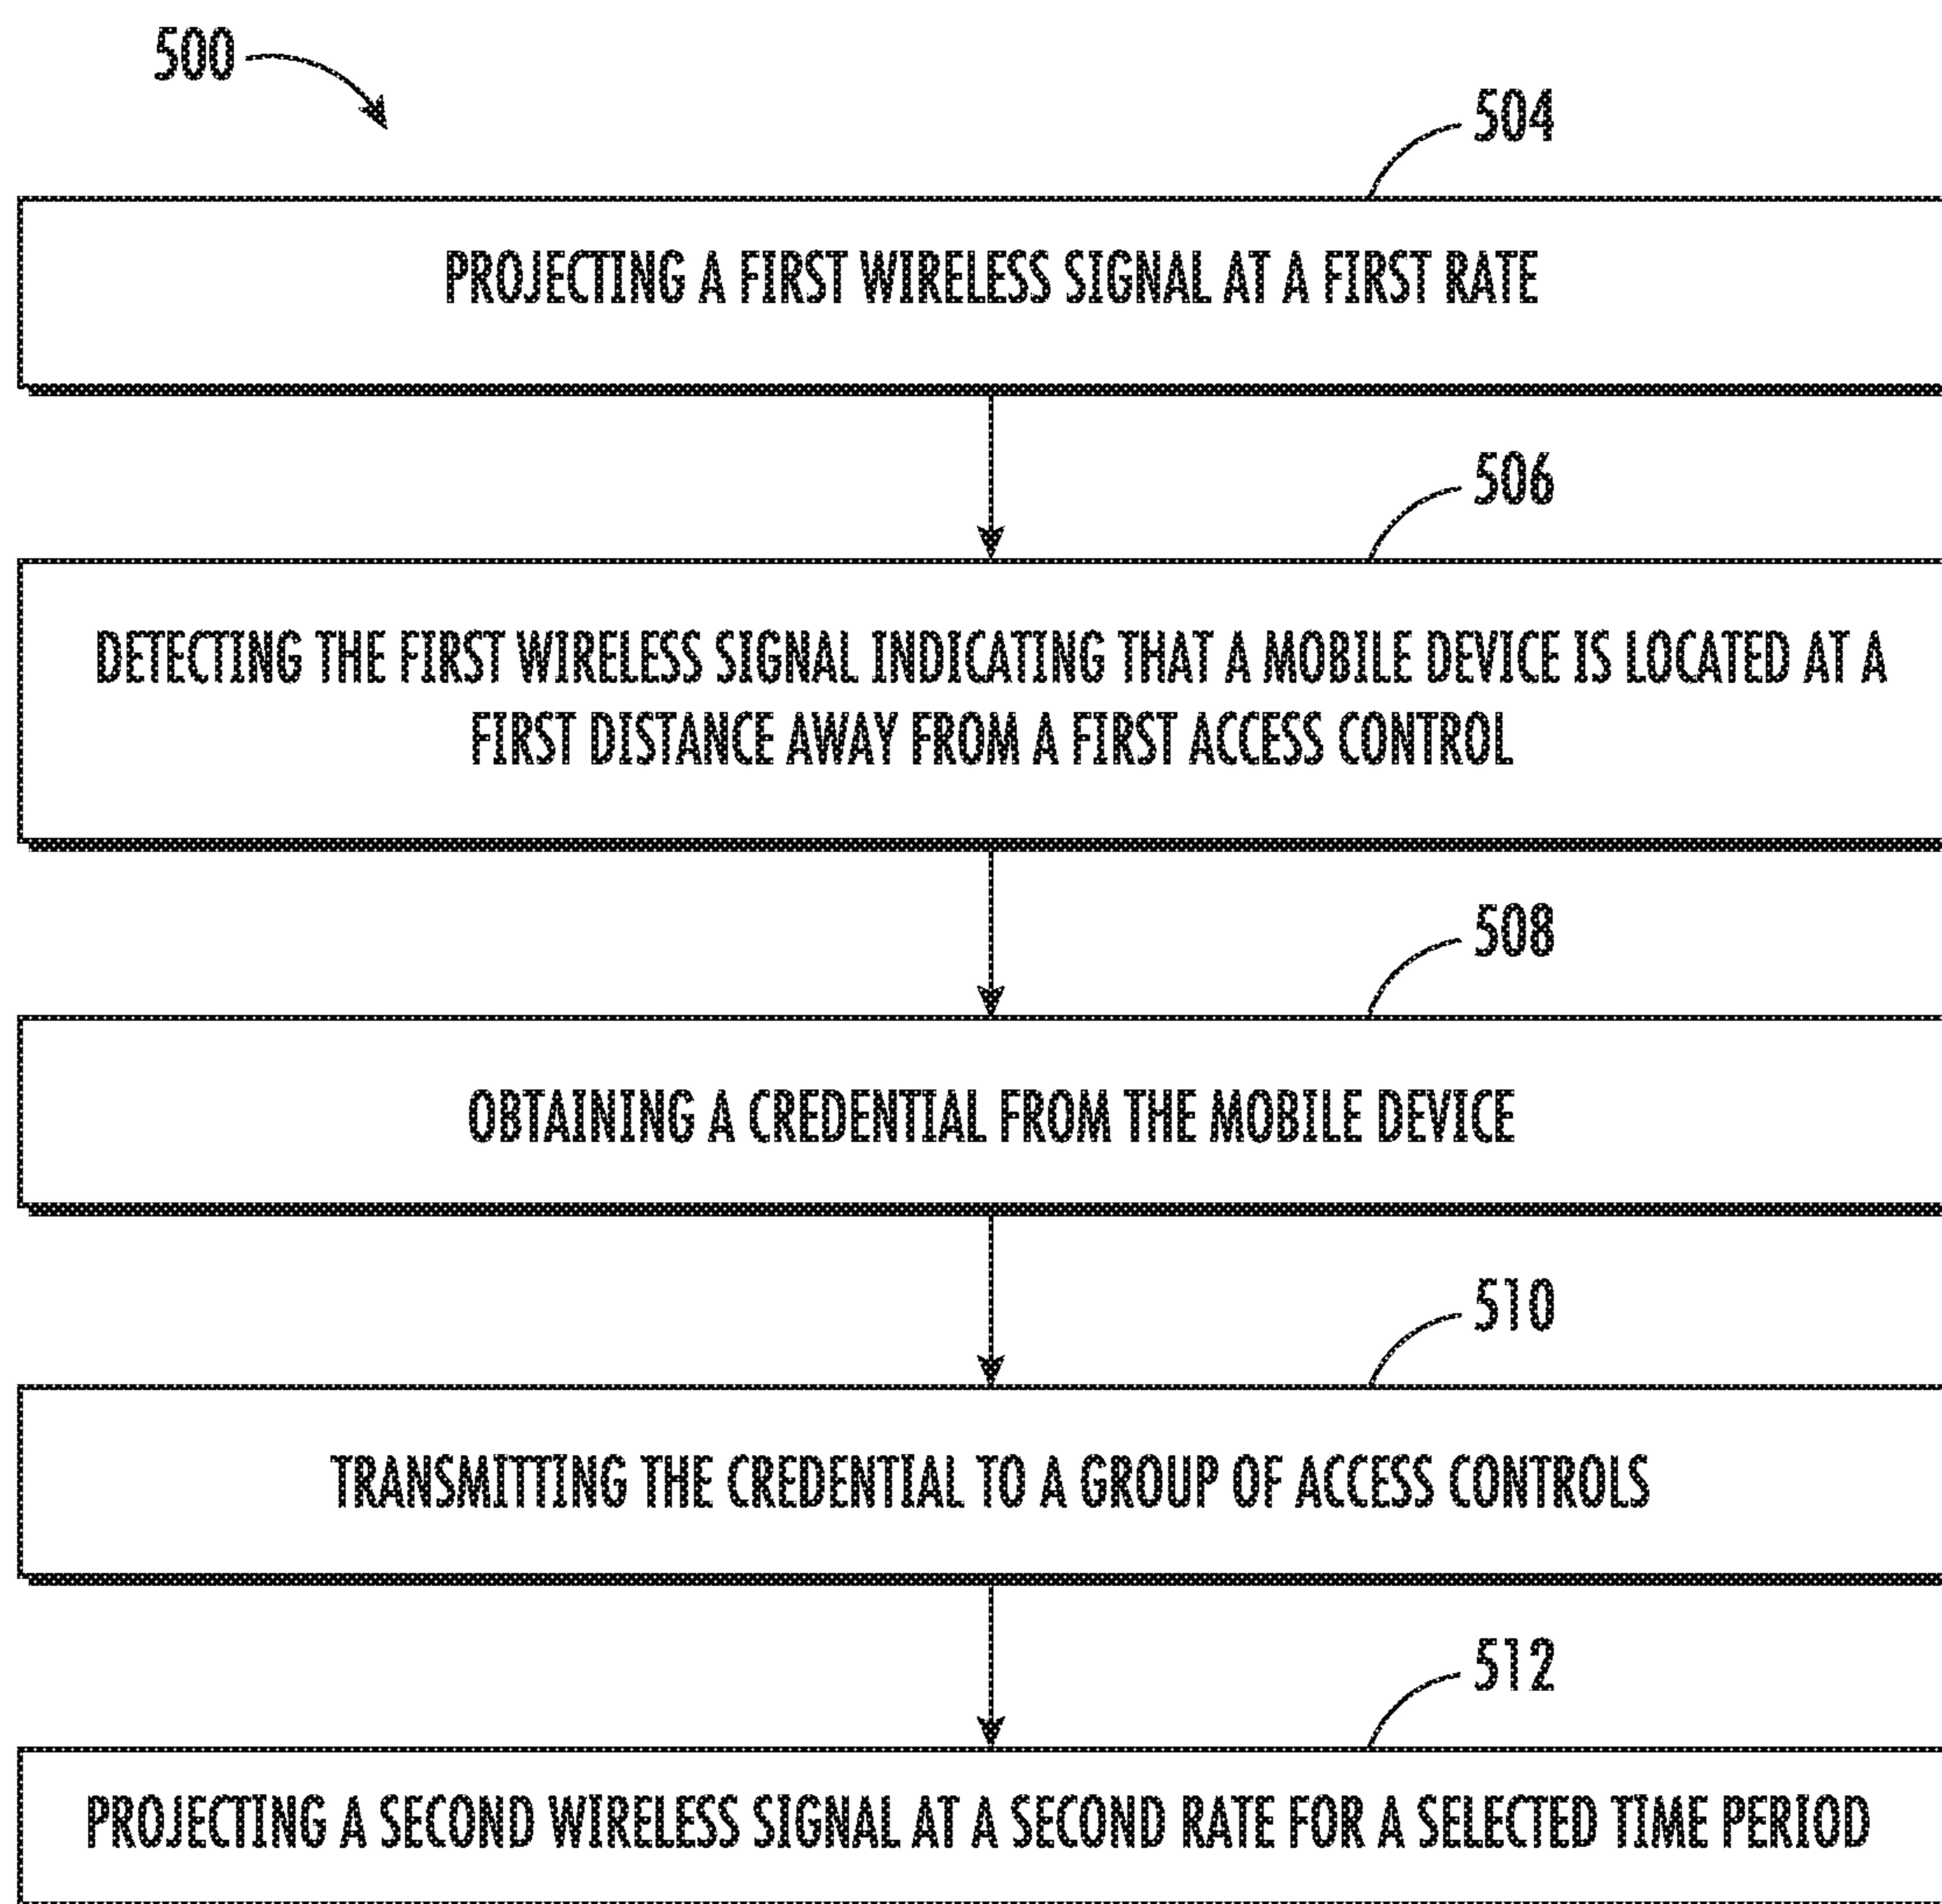 500
504
PROJECTING A FIRST WIRELESS SIGNAL AT A FIRST RATE
506
DETECTING THE FIRST WIRELESS SIGNAL INDICATING THAT A MOBILE DEVICE IS LOCATED AT A
FIRST DISTANCE AWAY FROM A FIRST ACCESS CONTROL
508
OBTAINING A CREDENTIAL FROM THE MOBILE DEVICE
510
TRANSMITTING THE CREDENTIAL TO A GROUP OF ACCESS CONTROLS
512
PROJECTING A SECOND WIRELESS SIGNAL AT A SECOND RATE FOR A SELECTED TIME PERIOD